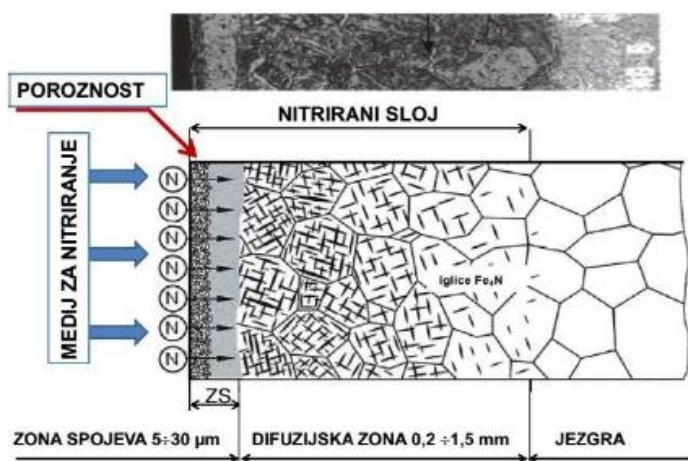 POROZNOST
NITRIRANI SLOJ
MEDIJ ZA NITRIRANJE
N
N
N
N
N
N
N
Iglice Fe₄N
ZS
ZONA SPOJEVA 5÷30 µm
DIFUZIJSKA ZONA 0,2 ÷1,5 mm
JEZGRA